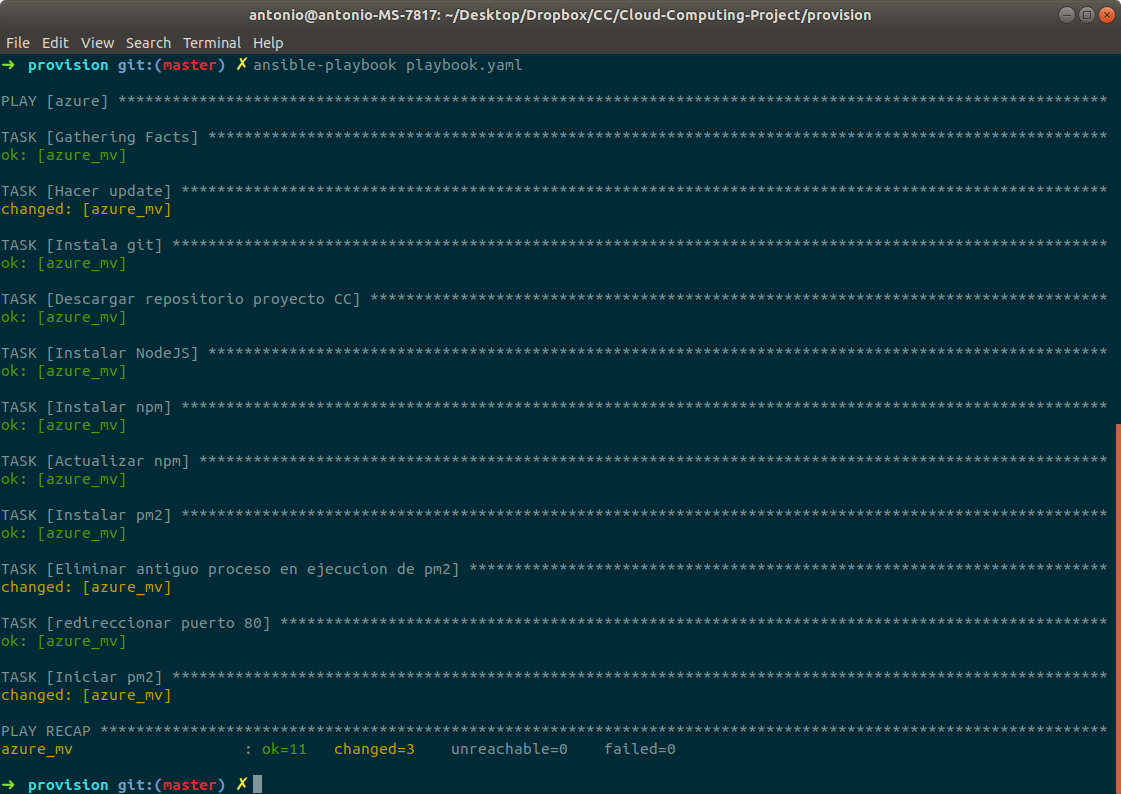 antonio@antonio-MS-7817: ~/Desktop/Dropbox/CC/Cloud-Computing-Project/provision
File Edit View Search Terminal Help
➜ provision git:(master) ✗ ansible-playbook playbook.yaml
PLAY [azure] **************************************************************************************************************
TASK [Gathering Facts] ****************************************************************************************************
ok: [azure_mv]
TASK [Hacer update] *******************************************************************************************************
changed: [azure_mv]
TASK [Instala git] ********************************************************************************************************
ok: [azure_mv]
TASK [Descargar repositorio proyecto CC] **********************************************************************************
ok: [azure_mv]
TASK [Instalar NodeJS] ****************************************************************************************************
ok: [azure_mv]
TASK [Instalar npm] *******************************************************************************************************
ok: [azure_mv]
TASK [Actualizar npm] *****************************************************************************************************
ok: [azure_mv]
TASK [Instalar pm2] *******************************************************************************************************
ok: [azure_mv]
TASK [Eliminar antiguo proceso en ejecucion de pm2] ***********************************************************************
changed: [azure_mv]
TASK [redireccionar puerto 80] ********************************************************************************************
ok: [azure_mv]
TASK [Iniciar pm2] ********************************************************************************************************
changed: [azure_mv]
PLAY RECAP ****************************************************************************************************************
azure_mv : ok=11 changed=3 unreachable=0 failed=0
➜ provision git:(master) ✗